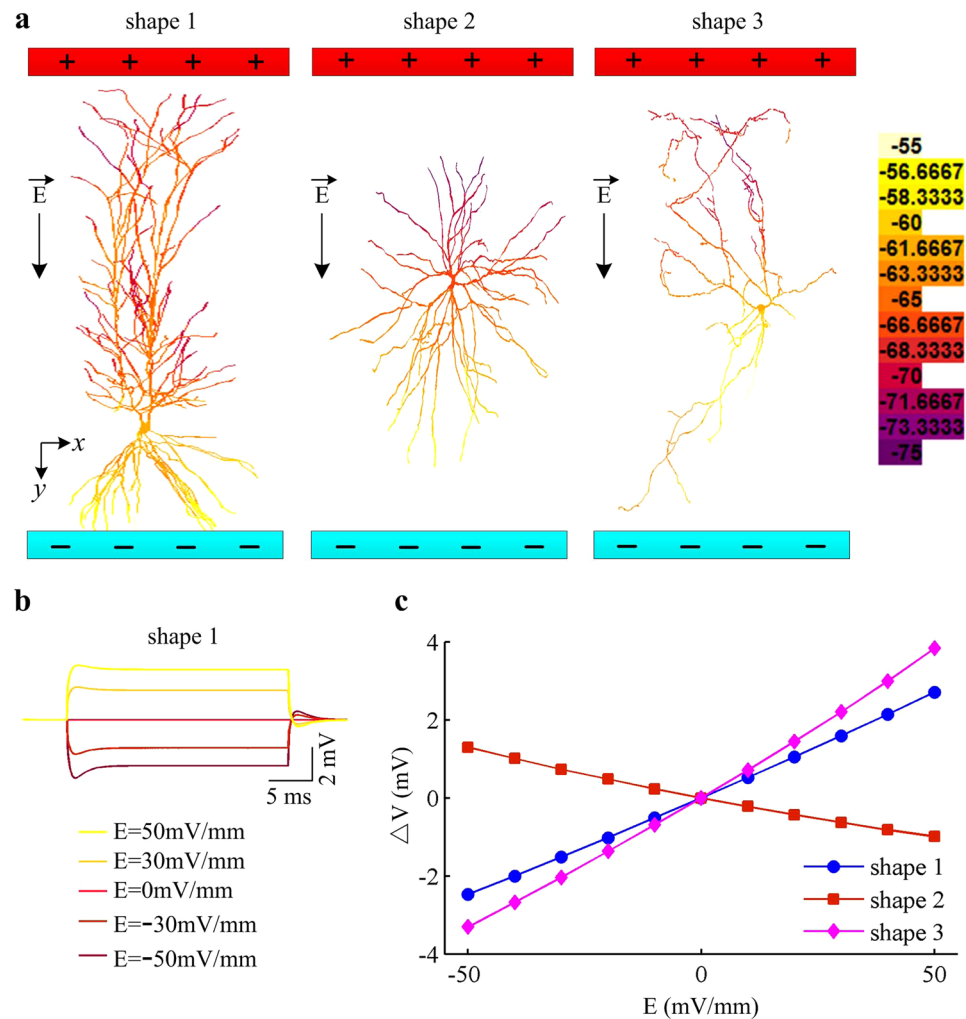 a
shape 1
shape 2
shape 3
+ + + +
+ + + +
+ + + +
E
E
E
x
y
-55
-56.6667
-58.3333
-60
-61.6667
-63.3333
-65
-66.6667
-68.3333
-70
-71.6667
-73.3333
-75
− − − −
− − − −
− − − −
b
shape 1
2 mV
5 ms
E=50mV/mm
E=30mV/mm
E=0mV/mm
E=-30mV/mm
E=-50mV/mm
c
4
2
0
-2
-4
△V (mV)
-50
0
50
E (mV/mm)
shape 1
shape 2
shape 3